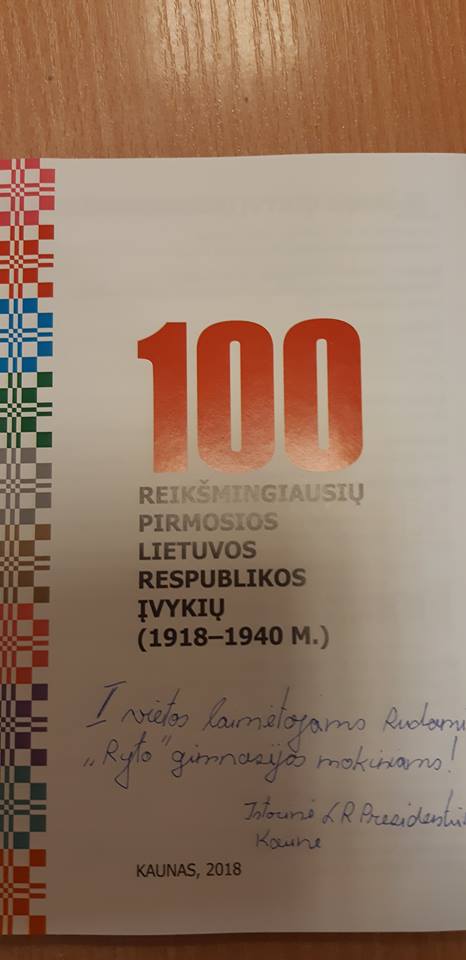 100
REIKŠMINGIAUSIŲ
PIRMOSIOS
LIETUVOS
RESPUBLIKOS
ĮVYKIŲ
(1918–1940 M.)
I vietos laimėtojams Rudami
„Ryto" gimnazijos mokiniams!
Istorinė LR Prezidentū
Kaune
KAUNAS, 2018